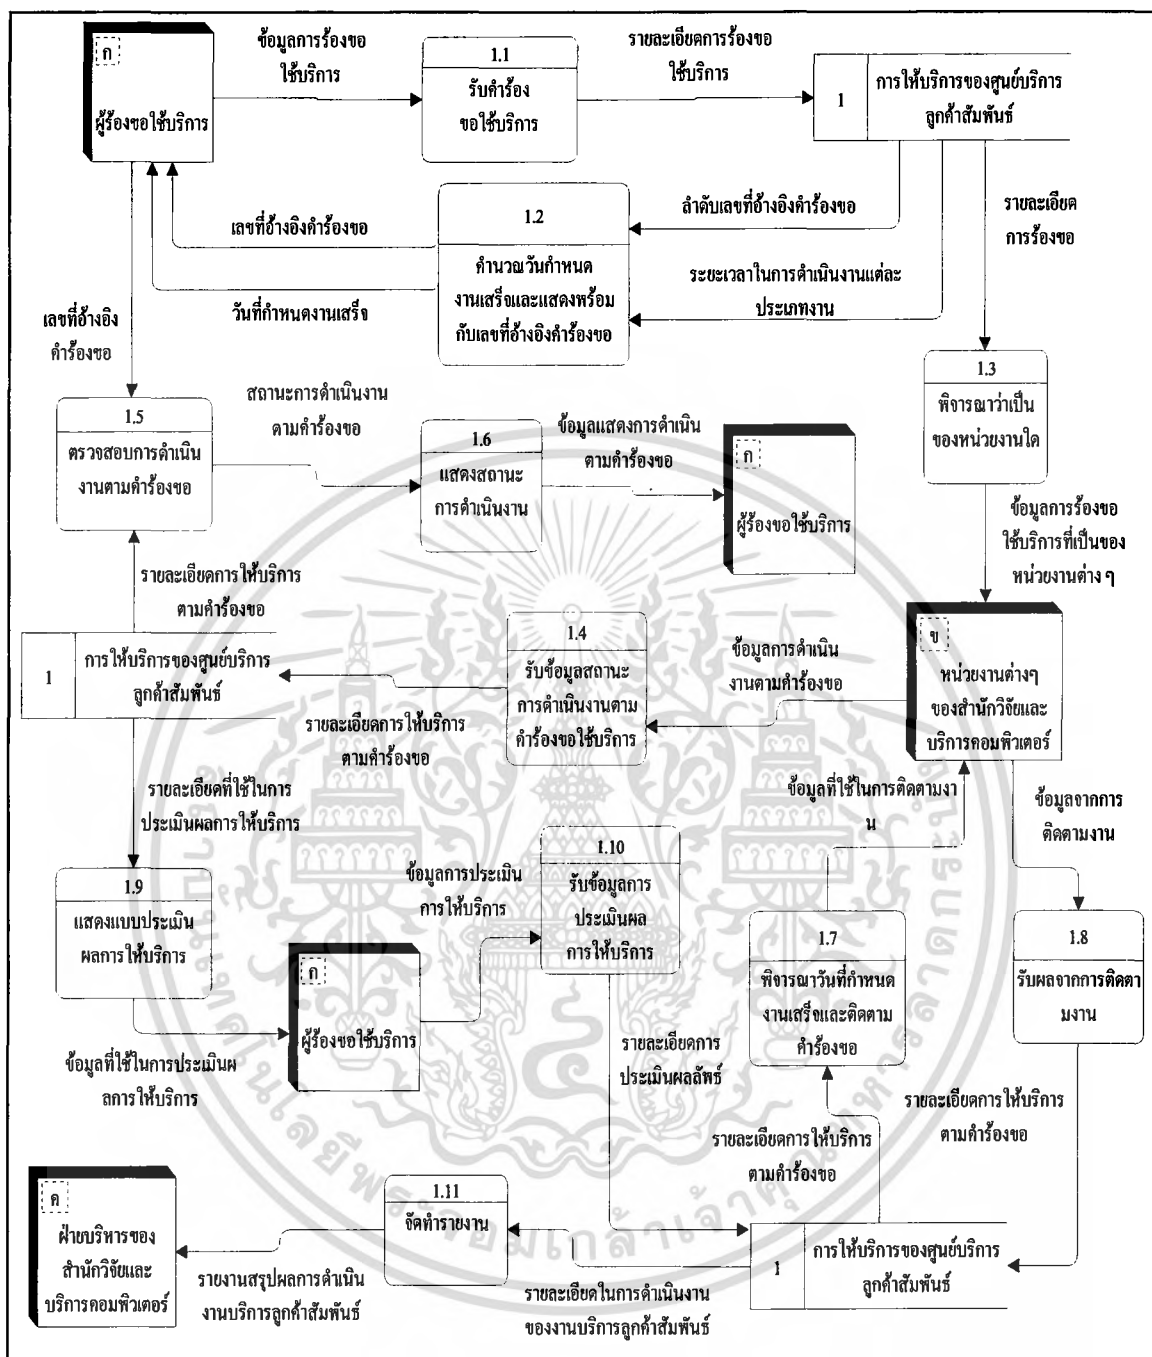 ก
ผู้ร้องขอใช้บริการ
ข้อมูลการร้องขอ
ใช้บริการ
1.1
รับคำร้อง
ขอใช้บริการ
รายละเอียดการร้องขอ
ใช้บริการ
1
การให้บริการของศูนย์บริการ
ลูกค้าสัมพันธ์
เลขที่อ้างอิงคำร้องขอ
วันที่กำหนดงานเสร็จ
1.2
คำนวณวันกำหนด
งานเสร็จและแสดงพร้อม
กับเลขที่อ้างอิงคำร้องขอ
ลำดับเลขที่อ้างอิงคำร้องขอ
ระยะเวลาในการดำเนินงานแต่ละ
ประเภทงาน
รายละเอียด
การร้องขอ
เลขที่อ้างอิง
คำร้องขอ
1.3
พิจารณาว่าเป็น
ของหน่วยงานใด
1.5
ตรวจสอบการดำเนิน
งานตามคำร้องขอ
สถานะการดำเนินงาน
ตามคำร้องขอ
1.6
แสดงสถานะ
การดำเนินงาน
ข้อมูลแสดงการดำเนิน
ตามคำร้องขอ
ก
ผู้ร้องขอใช้บริการ
ข้อมูลการร้องขอ
ใช้บริการที่เป็นของ
หน่วยงานต่าง ๆ
รายละเอียดการให้บริการ
ตามคำร้องขอ
1
การให้บริการของศูนย์บริการ
ลูกค้าสัมพันธ์
รายละเอียดการให้บริการ
ตามคำร้องขอ
1.4
รับข้อมูลสถานะ
การดำเนินงานตาม
คำร้องขอใช้บริการ
ข้อมูลการดำเนิน
งานตามคำร้องขอ
ข
หน่วยงานต่างๆ
ของสำนักวิจัยและ
บริการคอมพิวเตอร์
รายละเอียดที่ใช้ในการ
ประเมินผลการให้บริการ
ข้อมูลที่ใช้ในการติดตามงา
น
ข้อมูลจากการ
ติดตามงาน
1.9
แสดงแบบประเมิน
ผลการให้บริการ
ข้อมูลการประเมิน
การให้บริการ
1.10
รับข้อมูลการ
ประเมินผล
การให้บริการ
1.7
พิจารณาวันที่กำหนด
งานเสร็จและติดตาม
คำร้องขอ
1.8
รับผลจากการติดตา
มงาน
ก
ผู้ร้องขอใช้บริการ
ข้อมูลที่ใช้ในการประเมินผ
ลการให้บริการ
รายละเอียดการ
ประเมินผลลัพธ์
รายละเอียดการให้บริการ
ตามคำร้องขอ
รายละเอียดการให้บริการ
ตามคำร้องขอ
ค
ฝ่ายบริหารของ
สำนักวิจัยและ
บริการคอมพิวเตอร์
รายงานสรุปผลการดำเนิน
งานบริการลูกค้าสัมพันธ์
1.11
จัดทำรายงาน
รายละเอียดในการดำเนินงาน
ของงานบริการลูกค้าสัมพันธ์
1
การให้บริการของศูนย์บริการ
ลูกค้าสัมพันธ์